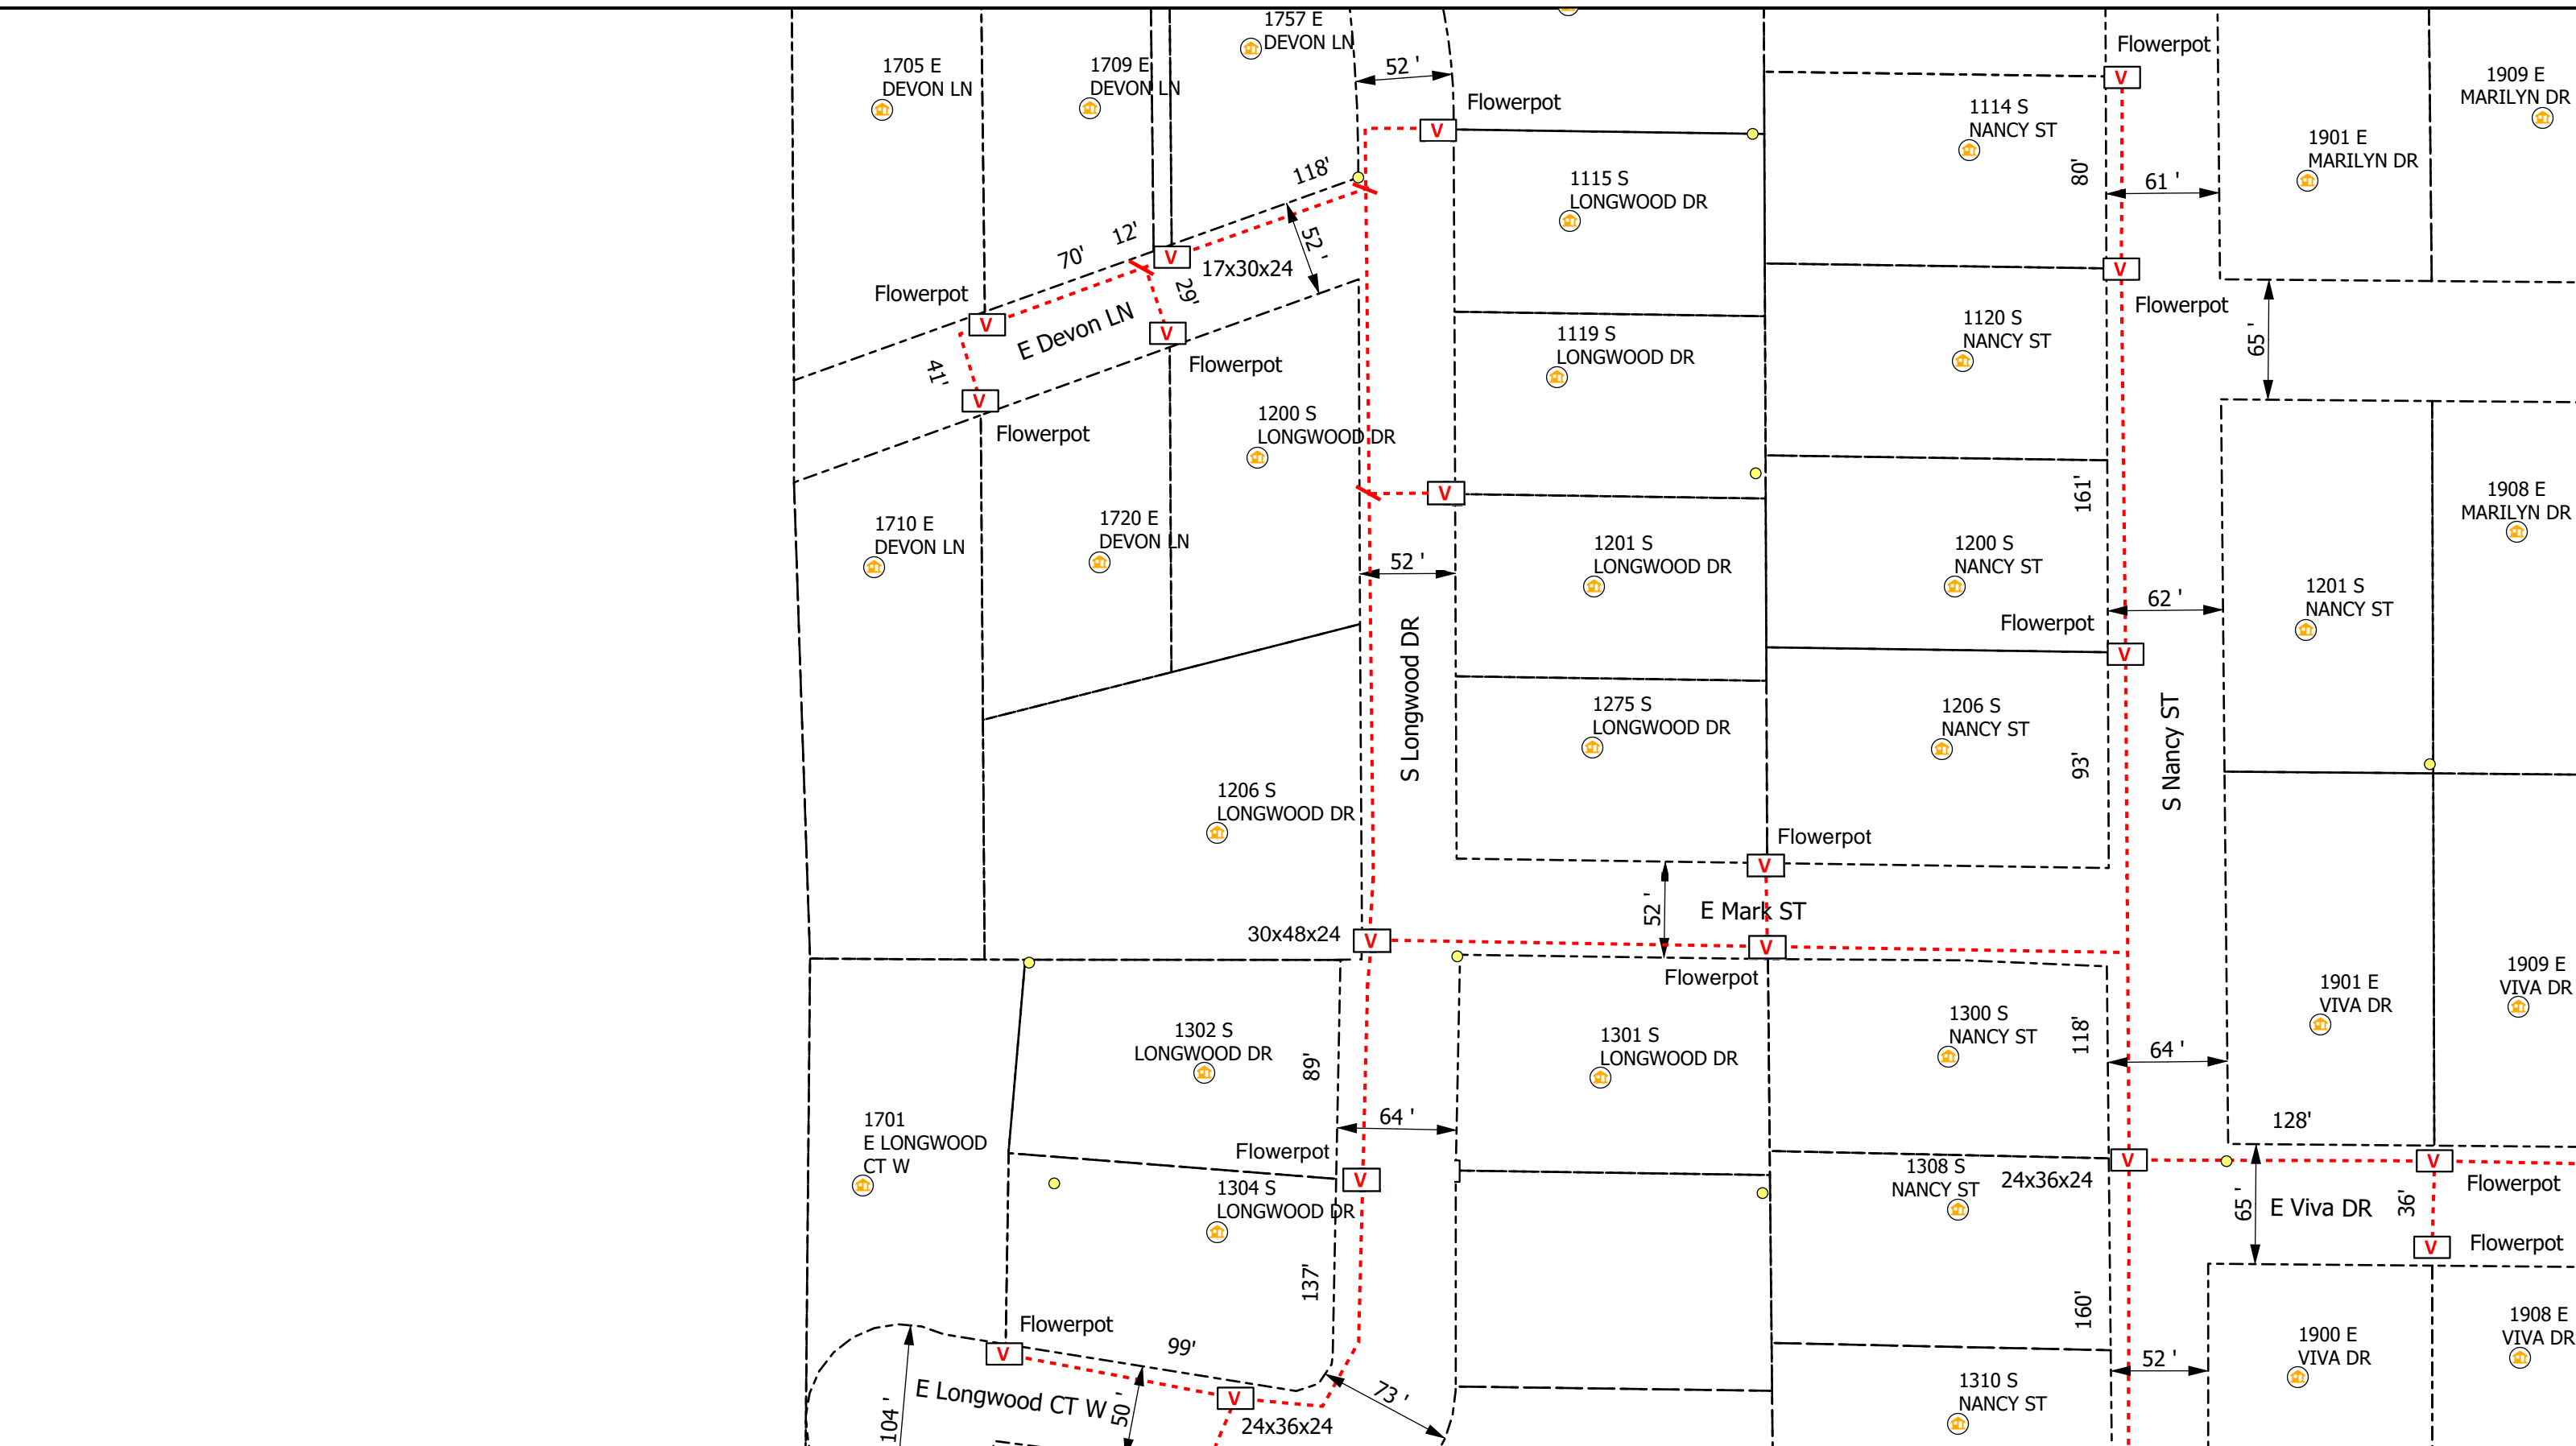 1757 E
DEVON LN
1705 E
DEVON LN
1709 E
DEVON LN
52 '
Flowerpot
Flowerpot
V
1909 E
MARILYN DR
1114 S
NANCY ST
V
1901 E
MARILYN DR
80'
61 '
118'
1115 S
LONGWOOD DR
12'
70'
52 '
V
17x30x24
V
Flowerpot
29'
Flowerpot
V
E Devon LN
V
Flowerpot
1119 S
LONGWOOD DR
1120 S
NANCY ST
65 '
41'
V
Flowerpot
1200 S
LONGWOOD DR
V
161'
1908 E
MARILYN DR
1710 E
DEVON LN
1720 E
DEVON LN
52 '
1201 S
LONGWOOD DR
1200 S
NANCY ST
62 '
1201 S
NANCY ST
Flowerpot
V
S Longwood DR
1275 S
LONGWOOD DR
1206 S
NANCY ST
93'
S Nancy ST
1206 S
LONGWOOD DR
Flowerpot
V
52 '
E Mark ST
30x48x24
V
V
Flowerpot
1302 S
LONGWOOD DR
89'
1301 S
LONGWOOD DR
1300 S
NANCY ST
118'
64 '
1901 E
VIVA DR
1909 E
VIVA DR
1701
E LONGWOOD
CT W
64 '
128'
Flowerpot
V
1304 S
LONGWOOD DR
1308 S
NANCY ST
24x36x24
V
V
Flowerpot
65 '
E Viva DR
36'
V
Flowerpot
137'
160'
Flowerpot
V
99'
1900 E
VIVA DR
1908 E
VIVA DR
52 '
104 '
E Longwood CT W
50 '
V
24x36x24
73 '
1310 S
NANCY ST